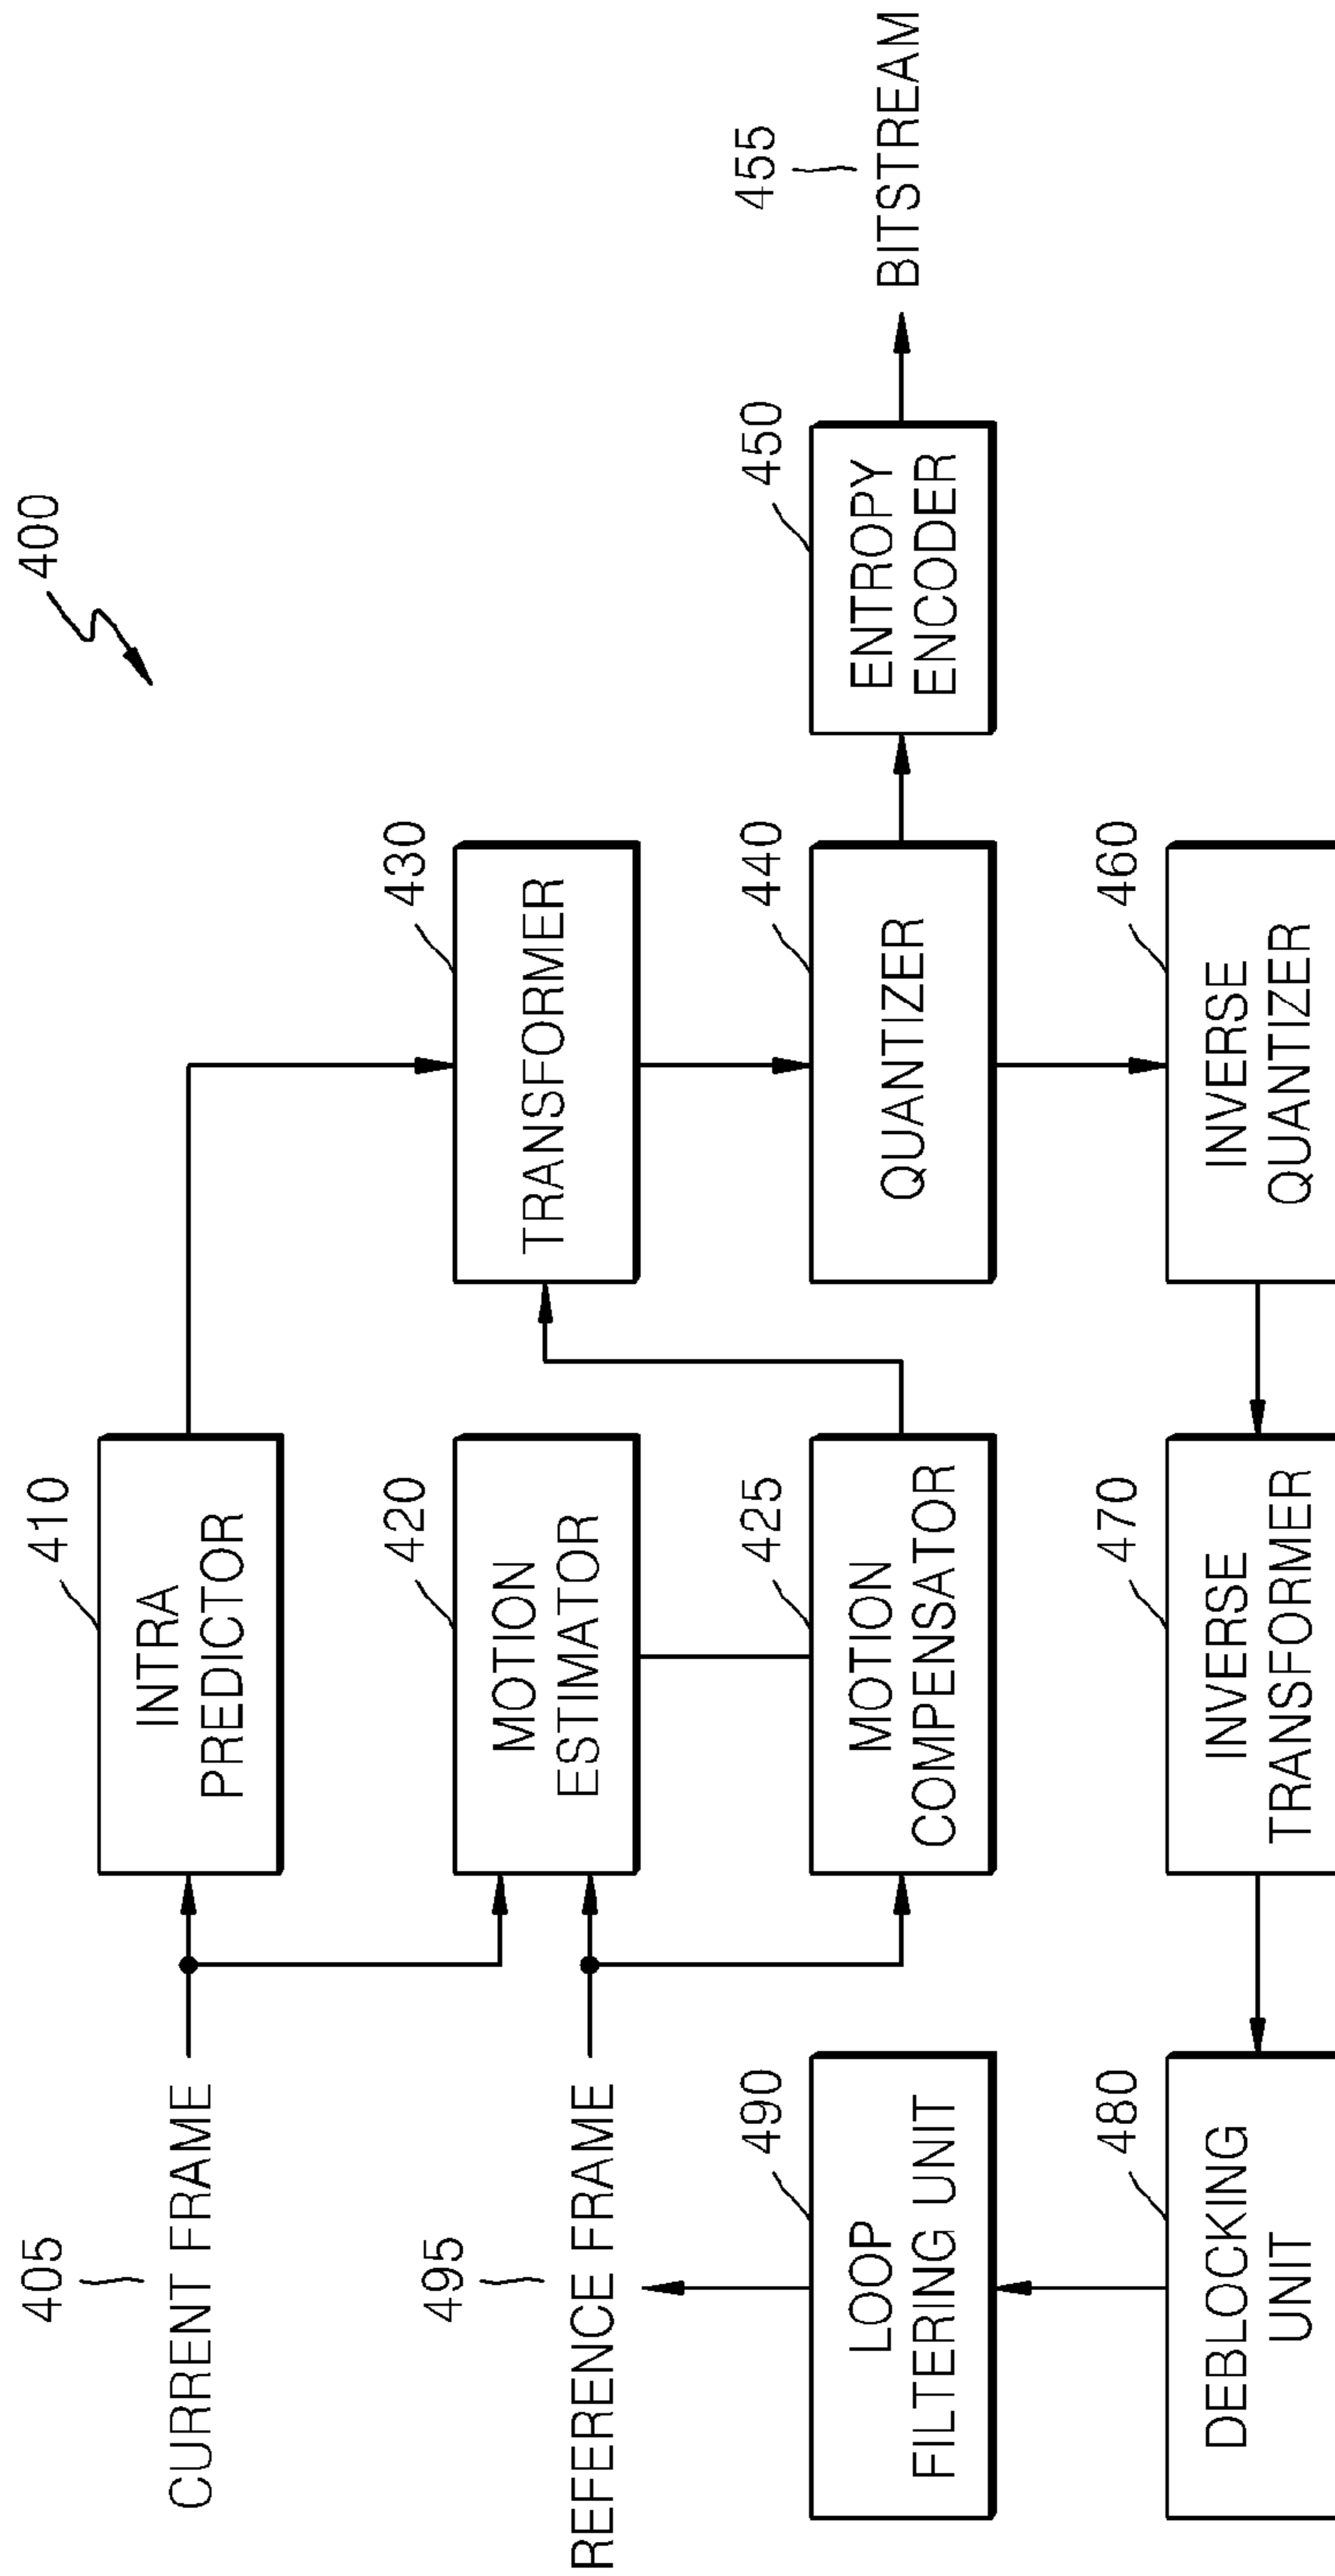 400
405
CURRENT FRAME
410
INTRA
PREDICTOR
495
REFERENCE FRAME
420
MOTION
ESTIMATOR
430
TRANSFORMER
490
LOOP
FILTERING UNIT
425
MOTION
COMPENSATOR
440
QUANTIZER
450
ENTROPY
ENCODER
455
BITSTREAM
480
DEBLOCKING
UNIT
470
INVERSE
TRANSFORMER
460
INVERSE
QUANTIZER